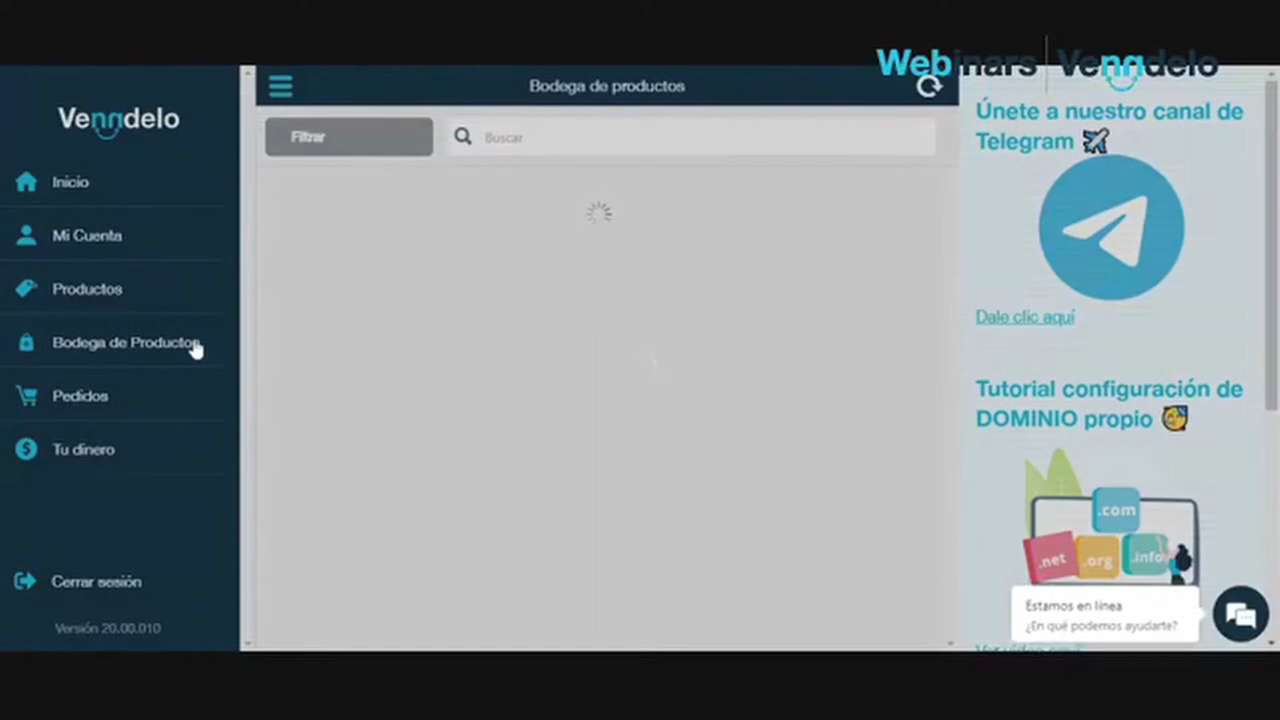 Webinars Venndelo
Venndelo
Inicio
Mi Cuenta
Productos
Bodega de Productos
Pedidos
Tu dinero
Cerrar sesión
Versión 20.00.010
Bodega de productos
Filtrar
Buscar
Únete a nuestro canal de
Telegram
Dale clic aquí
Tutorial configuración de
DOMINIO propio
.com
.net
.org
.info
Estamos en línea
¿En qué podemos ayudarte?